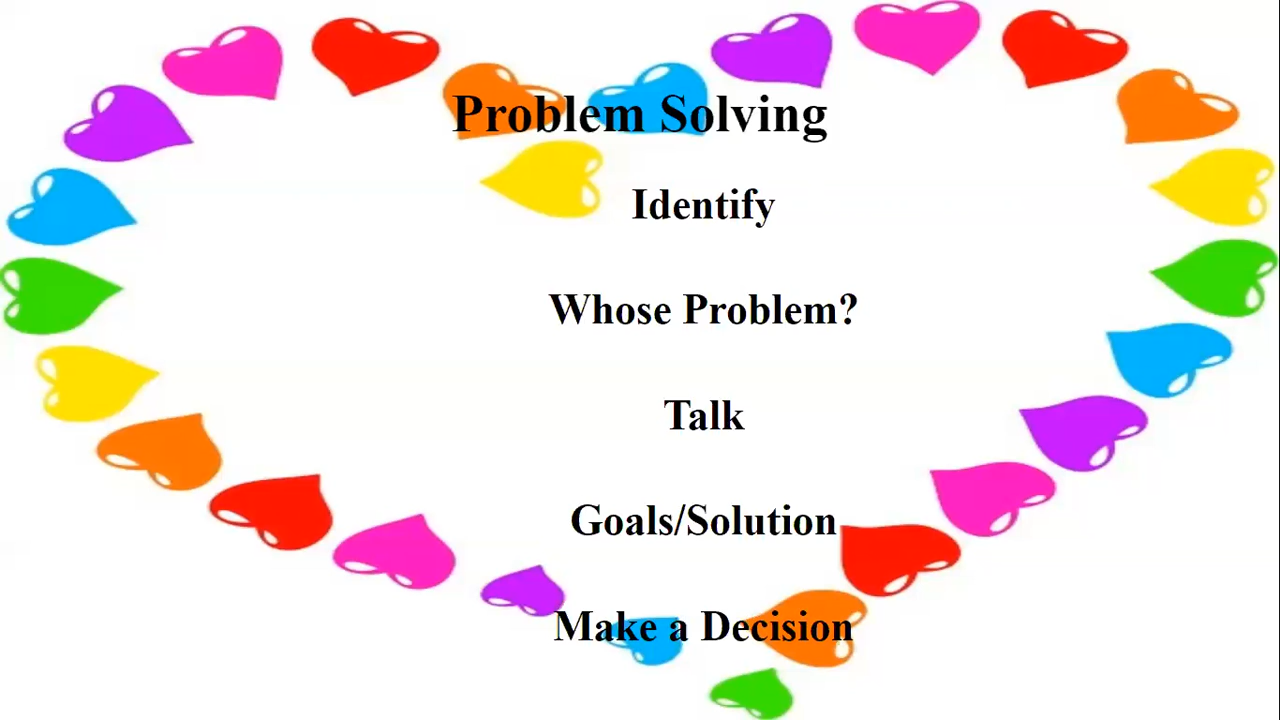 Problem Solving
Identify
Whose Problem?
Talk
Goals/Solution
Make a Decision